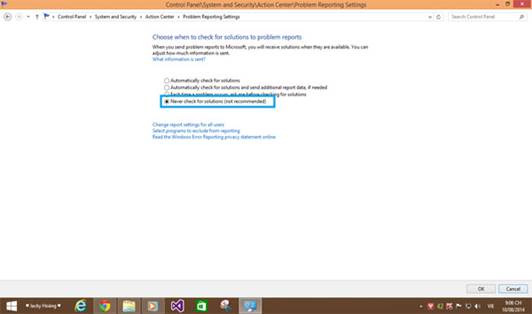 Control Panel\System and Security\Action Center\Problem Reporting Settings
Control Panel ▸ System and Security ▸ Action Center ▸ Problem Reporting Settings
Search Control Panel
Choose when to check for solutions to problem reports
When you send problem reports to Microsoft, you will receive solutions when they are available. You can
adjust how much information is sent.
What information is sent?
Automatically check for solutions
Automatically check for solutions and send additional report data, if needed
Each time a problem occurs, ask me before checking for solutions
Never check for solutions (not recommended)
Change report settings for all users
Select programs to exclude from reporting
Read the Windows Error Reporting privacy statement online
OK
Cancel
VIE
9:08 CH
10/08/2014